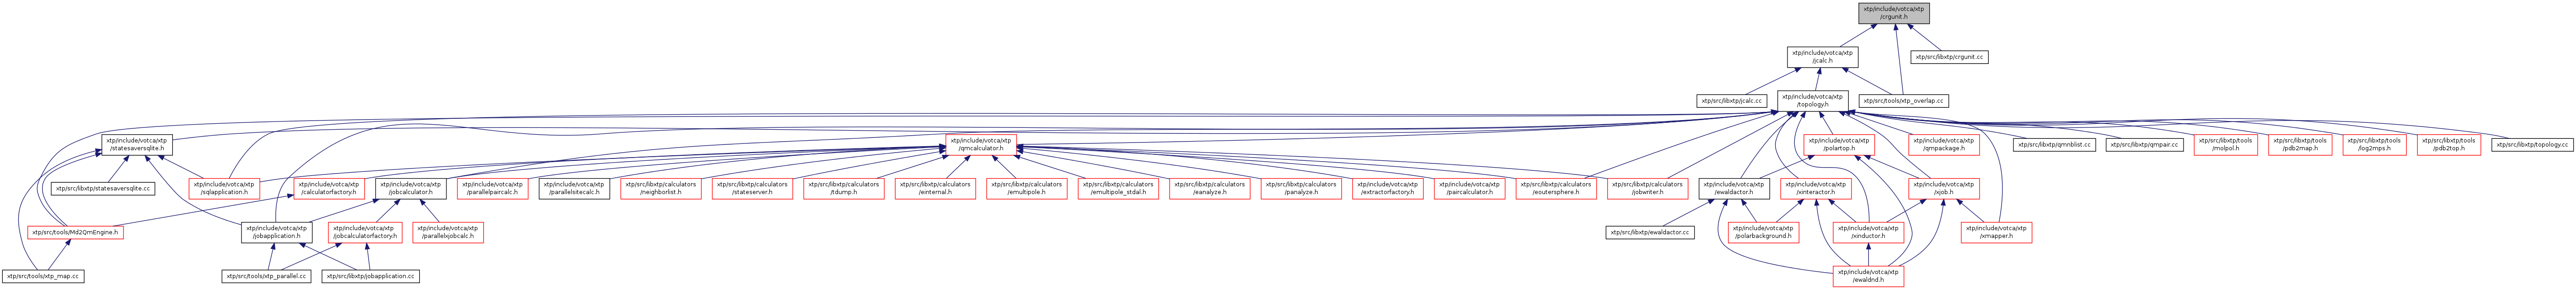 xtp/include/votca/xtp
/crgunit.h
xtp/include/votca/xtp
/jcalc.h
xtp/src/libxtp/crgunit.cc
xtp/src/libxtp/jcalc.cc
xtp/include/votca/xtp
/topology.h
xtp/src/tools/xtp_overlap.cc
xtp/include/votca/xtp
/statesaversqlite.h
xtp/include/votca/xtp
/qmcalculator.h
xtp/include/votca/xtp
/polartop.h
xtp/include/votca/xtp
/qmpackage.h
xtp/src/libxtp/qmnblist.cc
xtp/src/libxtp/qmpair.cc
xtp/src/libxtp/tools
/molpol.h
xtp/src/libxtp/tools
/pdb2map.h
xtp/src/libxtp/tools
/log2mps.h
xtp/src/libxtp/tools
/pdb2top.h
xtp/src/libxtp/topology.cc
xtp/src/libxtp/statesaversqlite.cc
xtp/include/votca/xtp
/sqlapplication.h
xtp/include/votca/xtp
/calculatorfactory.h
xtp/include/votca/xtp
/jobcalculator.h
xtp/include/votca/xtp
/parallelpaircalc.h
xtp/include/votca/xtp
/parallelsitecalc.h
xtp/src/libxtp/calculators
/neighborlist.h
xtp/src/libxtp/calculators
/stateserver.h
xtp/src/libxtp/calculators
/tdump.h
xtp/src/libxtp/calculators
/einternal.h
xtp/src/libxtp/calculators
/emultipole.h
xtp/src/libxtp/calculators
/emultipole_stdal.h
xtp/src/libxtp/calculators
/eanalyze.h
xtp/src/libxtp/calculators
/ianalyze.h
xtp/include/votca/xtp
/extractorfactory.h
xtp/include/votca/xtp
/paircalculator.h
xtp/src/libxtp/calculators
/eoutersphere.h
xtp/src/libxtp/calculators
/jobwriter.h
xtp/include/votca/xtp
/ewaldactor.h
xtp/include/votca/xtp
/xinteractor.h
xtp/include/votca/xtp
/xjob.h
xtp/src/tools/Md2QmEngine.h
xtp/include/votca/xtp
/jobapplication.h
xtp/include/votca/xtp
/jobcalculatorfactory.h
xtp/include/votca/xtp
/parallelxjobcalc.h
xtp/src/libxtp/ewaldactor.cc
xtp/include/votca/xtp
/polarbackground.h
xtp/include/votca/xtp
/xinductor.h
xtp/include/votca/xtp
/xmapper.h
xtp/src/tools/xtp_map.cc
xtp/src/tools/xtp_parallel.cc
xtp/src/libxtp/jobapplication.cc
xtp/include/votca/xtp
/ewaldnd.h